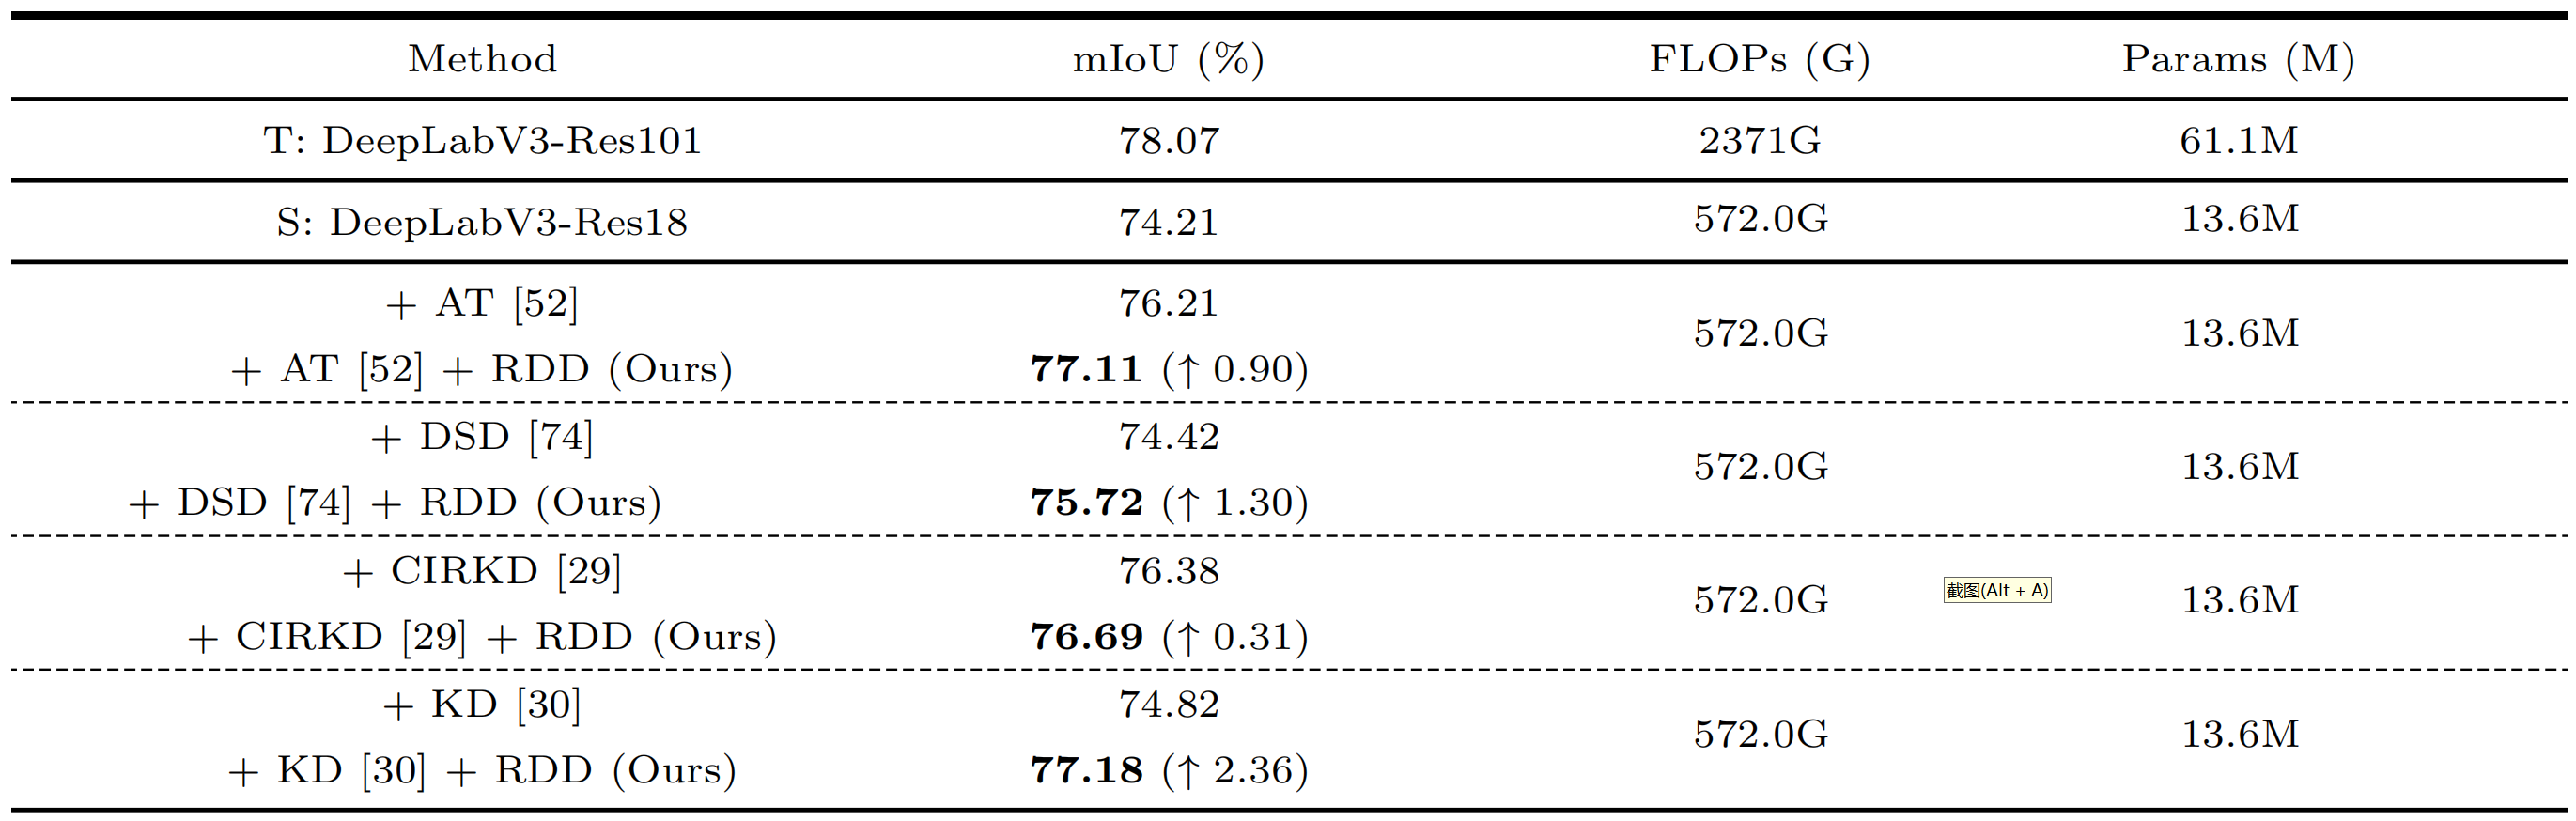 Method mIoU (%) FLOPs (G) Params (M)
T: DeepLabV3-Res101 78.07 2371G 61.1M
S: DeepLabV3-Res18 74.21 572.0G 13.6M
+ AT [52] 76.21
572.0G 13.6M
+ AT [52] + RDD (Ours) 77.11 (↑ 0.90)
+ DSD [74] 74.42
572.0G 13.6M
+ DSD [74] + RDD (Ours) 75.72 (↑ 1.30)
+ CIRKD [29] 76.38
572.0G 截图(Alt + A) 13.6M
+ CIRKD [29] + RDD (Ours) 76.69 (↑ 0.31)
+ KD [30] 74.82
572.0G 13.6M
+ KD [30] + RDD (Ours) 77.18 (↑ 2.36)